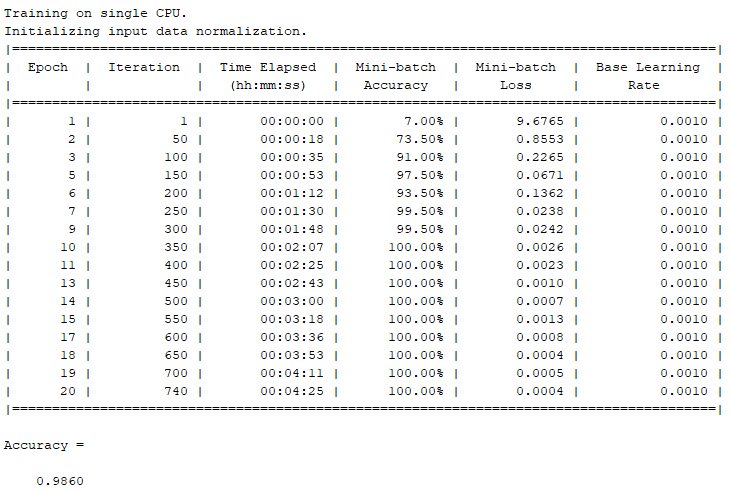 Training on single CPU.
Initializing input data normalization.
|========================================================================================|
| Epoch | Iteration | Time Elapsed | Mini-batch | Mini-batch | Base Learning |
| | | (hh:mm:ss) | Accuracy | Loss | Rate |
|========================================================================================|
| 1 | 1 | 00:00:00 | 7.00% | 9.6765 | 0.0010 |
| 2 | 50 | 00:00:18 | 73.50% | 0.8553 | 0.0010 |
| 3 | 100 | 00:00:35 | 91.00% | 0.2265 | 0.0010 |
| 5 | 150 | 00:00:53 | 97.50% | 0.0671 | 0.0010 |
| 6 | 200 | 00:01:12 | 93.50% | 0.1362 | 0.0010 |
| 7 | 250 | 00:01:30 | 99.50% | 0.0238 | 0.0010 |
| 9 | 300 | 00:01:48 | 99.50% | 0.0242 | 0.0010 |
| 10 | 350 | 00:02:07 | 100.00% | 0.0026 | 0.0010 |
| 11 | 400 | 00:02:25 | 100.00% | 0.0023 | 0.0010 |
| 13 | 450 | 00:02:43 | 100.00% | 0.0010 | 0.0010 |
| 14 | 500 | 00:03:00 | 100.00% | 0.0007 | 0.0010 |
| 15 | 550 | 00:03:18 | 100.00% | 0.0013 | 0.0010 |
| 17 | 600 | 00:03:36 | 100.00% | 0.0008 | 0.0010 |
| 18 | 650 | 00:03:53 | 100.00% | 0.0004 | 0.0010 |
| 19 | 700 | 00:04:11 | 100.00% | 0.0005 | 0.0010 |
| 20 | 740 | 00:04:25 | 100.00% | 0.0004 | 0.0010 |
|========================================================================================|
Accuracy =
0.9860